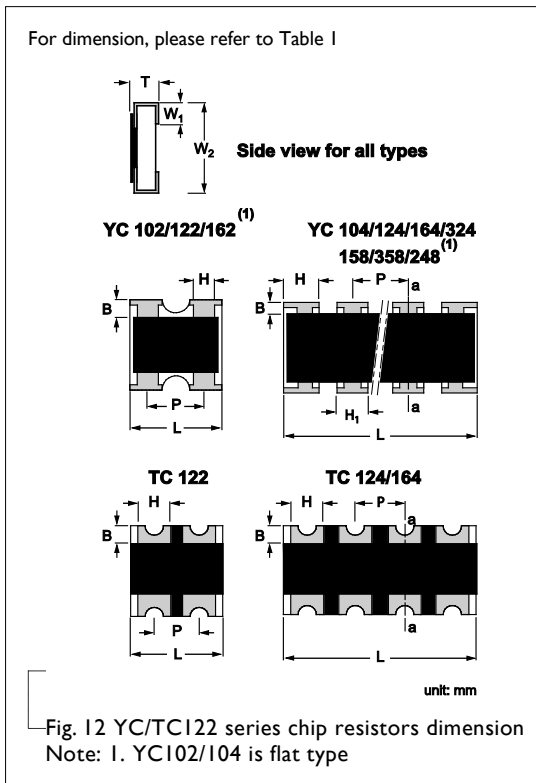 For dimension, please refer to Table 1
T
W1
W2
Side view for all types
YC 102/122/162(1)
YC 104/124/164/324
158/358/248(1)
H
B
P
L
H
P
a
B
H1
a
L
TC 122
TC 124/164
H
B
P
L
H
P
a
B
a
L
unit: mm
Fig. 12 YC/TC122 series chip resistors dimension
Note: 1. YC102/104 is flat type